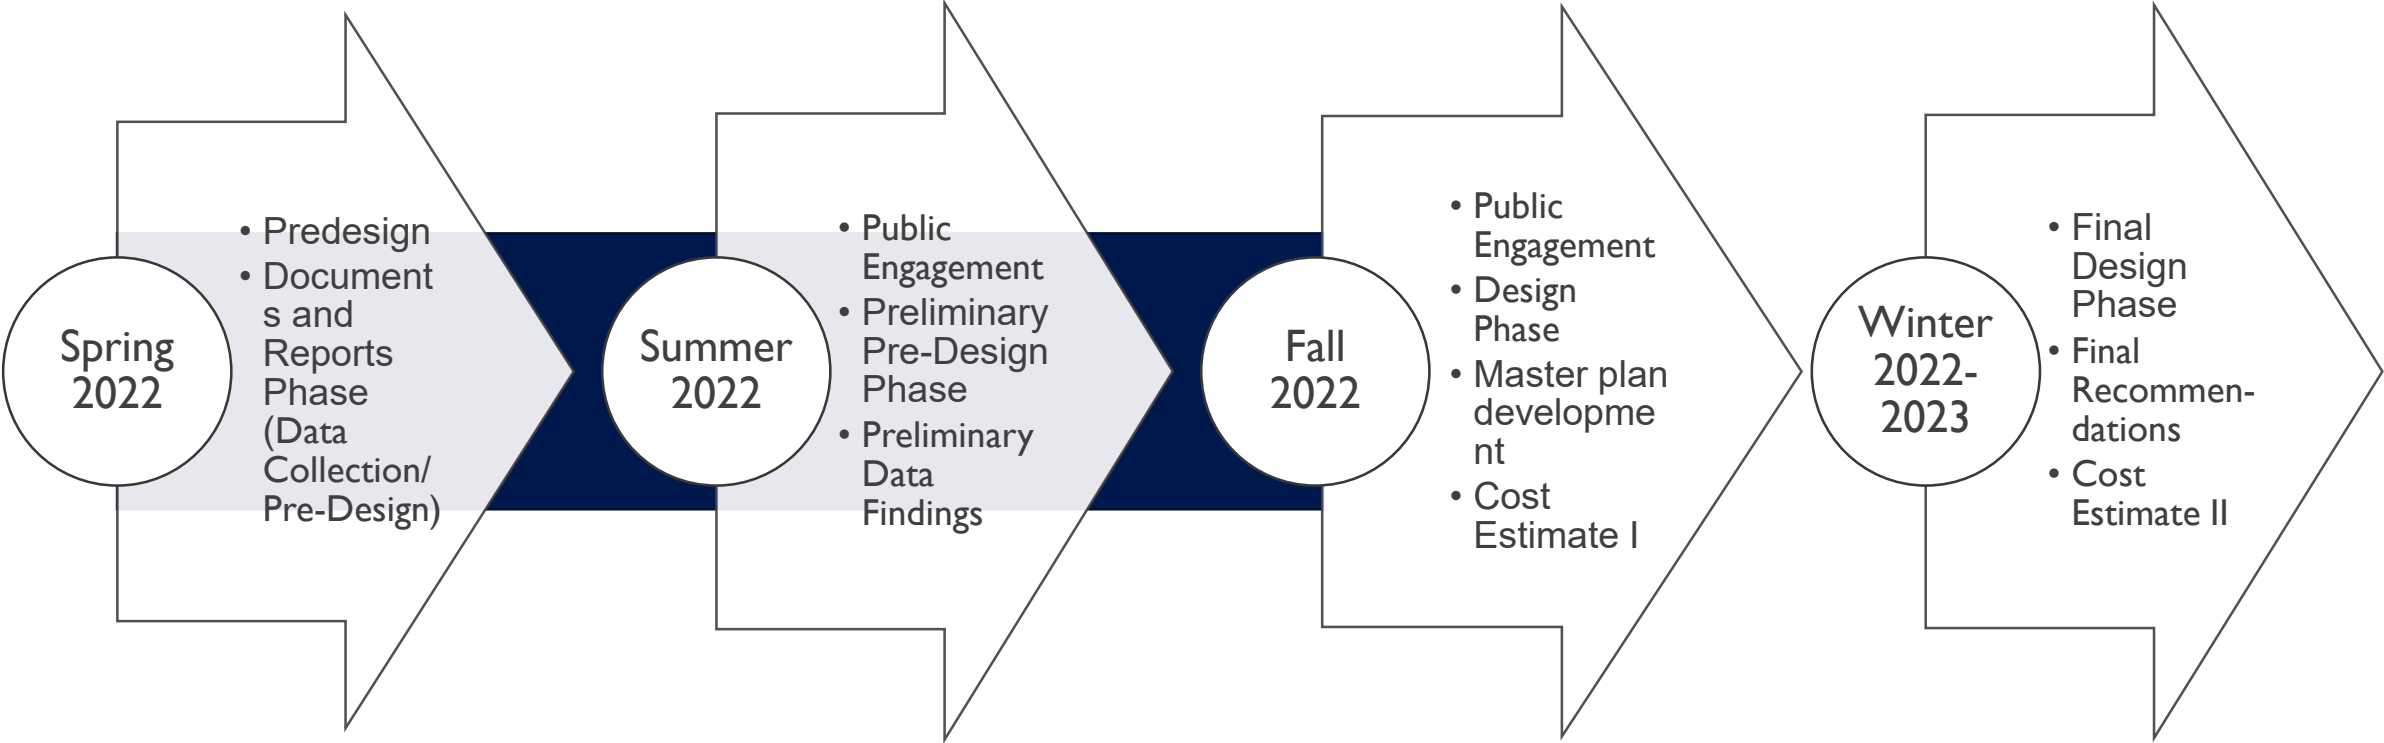 Spring
2022
• Predesign
• Document
s and
Reports
Phase
(Data
Collection/
Pre-Design)
Summer
2022
• Public
Engagement
• Preliminary
Pre-Design
Phase
• Preliminary
Data
Findings
Fall
2022
• Public
Engagement
• Design
Phase
• Master plan
developme
nt
• Cost
Estimate I
Winter
2022-
2023
• Final
Design
Phase
• Final
Recommen-
dations
• Cost
Estimate II